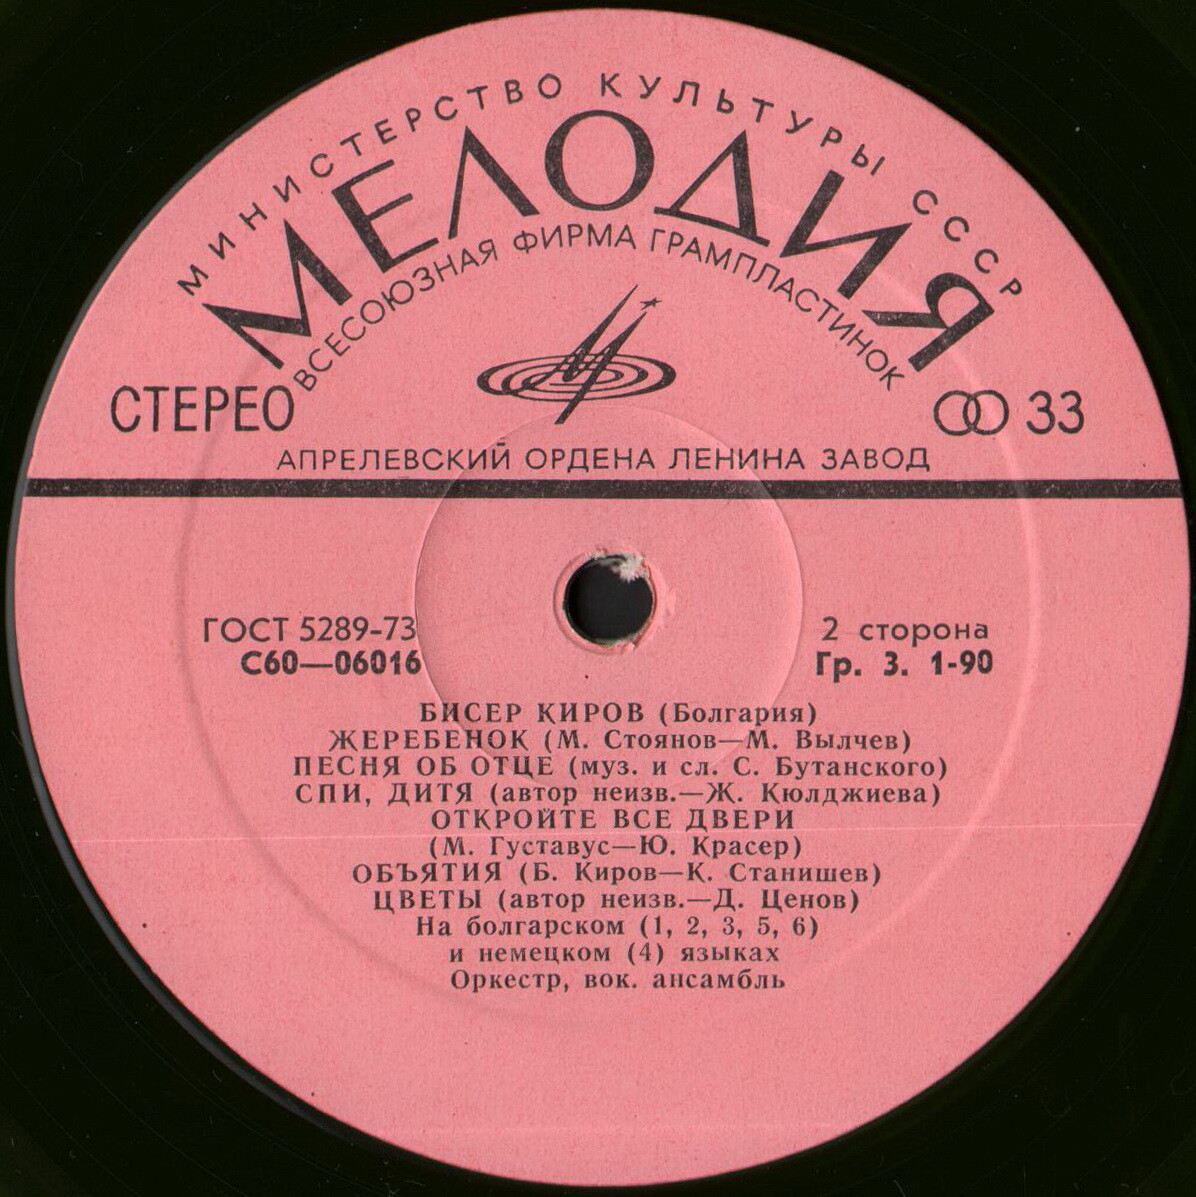 МИНИСТЕРСТВО КУЛЬТУРЫ СССР
МЕЛОДИЯ
ВСЕСОЮЗНАЯ ФИРМА ГРАМПЛАСТИНОК
СТЕРЕО
33
АПРЕЛЕВСКИЙ ОРДЕНА ЛЕНИНА ЗАВОД
ГОСТ 5289-73
2 сторона
С60—06016
Гр. 3. 1-90
БИСЕР КИРОВ (Болгария)
ЖЕРЕБЕНОК (М. Стоянов—М. Вылчев)
ПЕСНЯ ОБ ОТЦЕ (муз. и сл. С. Бутанского)
СПИ, ДИТЯ (автор неизв.—Ж. Кюлджиева)
ОТКРОЙТЕ ВСЕ ДВЕРИ
(М. Густавус—Ю. Красер)
ОБЪЯТИЯ (Б. Киров—К. Станишев)
ЦВЕТЫ (автор неизв.—Д. Ценов)
На болгарском (1, 2, 3, 5, 6)
и немецком (4) языках
Оркестр, вок. ансамбль